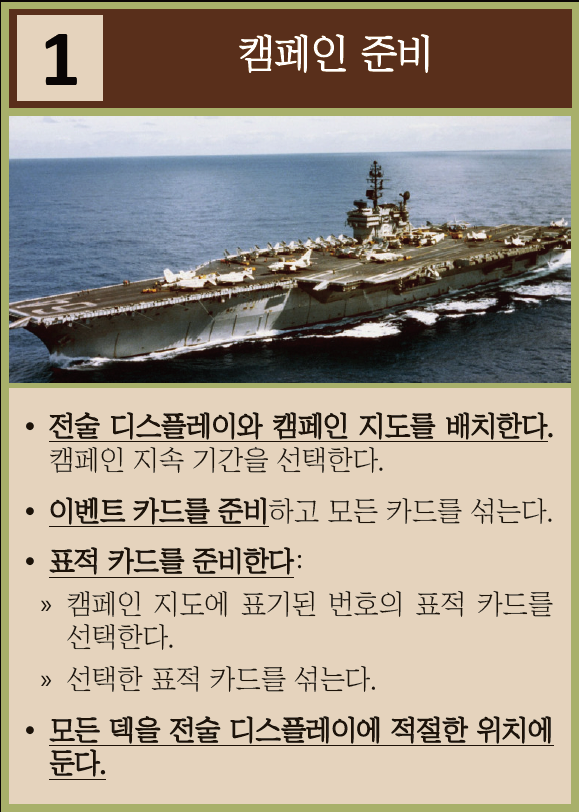 1
캠페인 준비
• 전술 디스플레이와 캠페인 지도를 배치한다.
캠페인 지속 기간을 선택한다.
• 이벤트 카드를 준비하고 모든 카드를 섞는다.
• 표적 카드를 준비한다:
» 캠페인 지도에 표기된 번호의 표적 카드를
선택한다.
» 선택한 표적 카드를 섞는다.
• 모든 덱을 전술 디스플레이에 적절한 위치에
둔다.